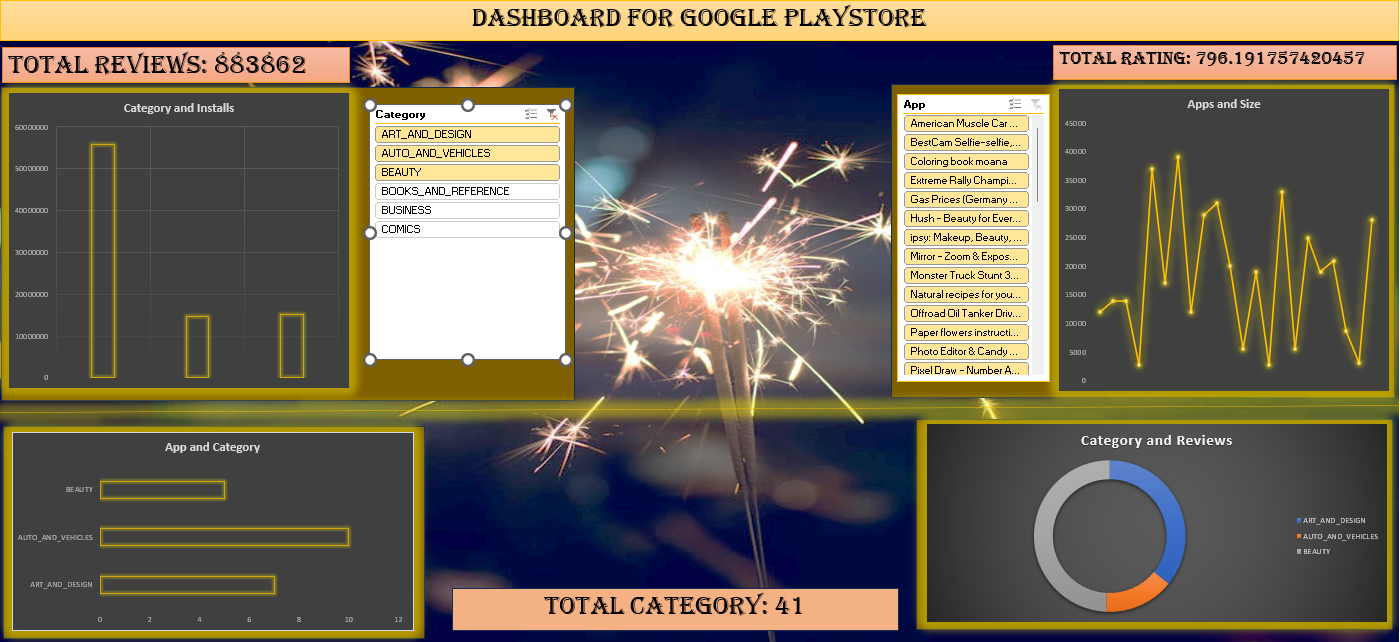 DASHBOARD FOR GOOGLE PLAYSTORE
TOTAL REVIEWS: 883862
TOTAL RATING: 796.191757420457
Category and Installs
60000000
50000000
40000000
30000000
20000000
10000000
0
Category
ART_AND_DESIGN
AUTO_AND_VEHICLES
BEAUTY
BOOKS_AND_REFERENCE
BUSINESS
COMICS
App
American Muscle Car ...
BestCam Selfie-selfie,...
Coloring book moana
Extreme Rally Champi...
Gas Prices (Germany ...
Hush - Beauty for Ever...
ipsy: Makeup, Beauty, ...
Mirror - Zoom & Expos...
Monster Truck Stunt 3...
Natural recipes for you...
Offroad Oil Tanker Driv...
Paper flowers instructi...
Photo Editor & Candy ...
Pixel Draw - Number A...
Apps and Size
45000
40000
35000
30000
25000
20000
15000
10000
5000
0
App and Category
BEAUTY
AUTO_AND_VEHICLES
ART_AND_DESIGN
0 2 4 6 8 10 12
TOTAL CATEGORY: 41
Category and Reviews
ART_AND_DESIGN
AUTO_AND_VEHICLES
BEAUTY